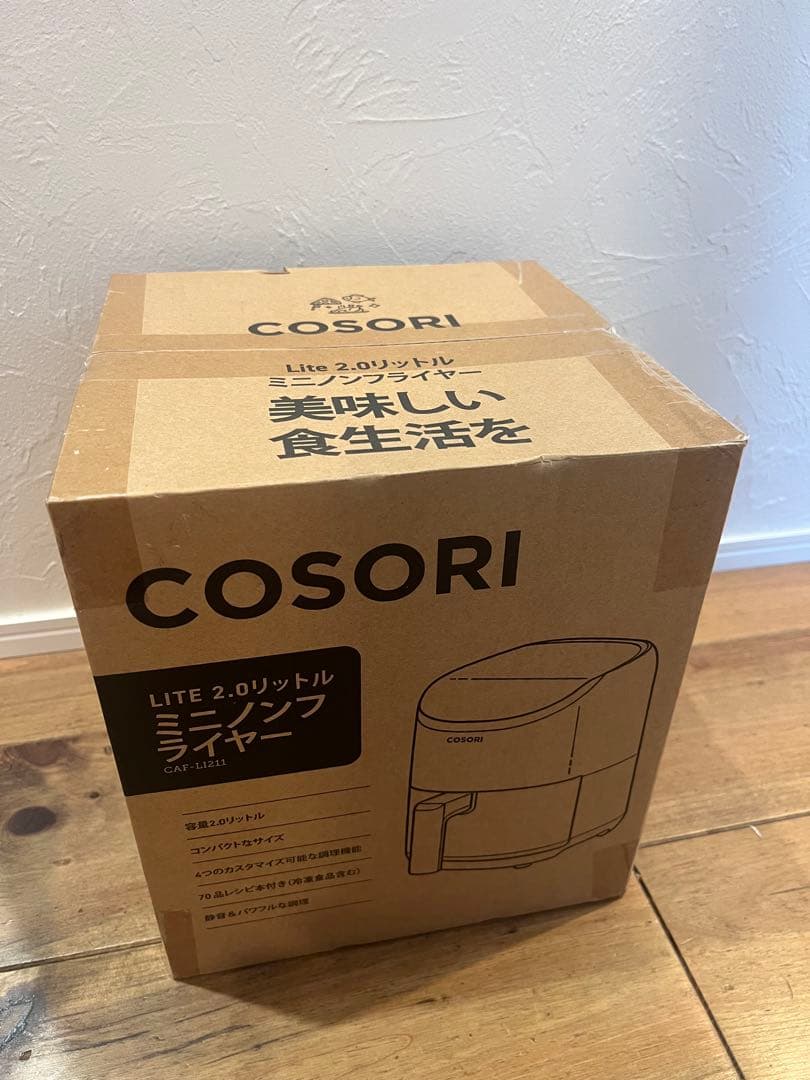 COSORI
Lite 2.0リットル
ミニノンフライヤー
美味しい
食生活を
COSORI
LITE 2.0リットル
ミニノンフ
ライヤー
CAF-LI211
容量2.0リットル
コンパクトなサイズ
4つのカスタマイズ可能な調理機能
70品レシピ本付き(冷凍食品含む)
静音&パワフルな調理
COSORI